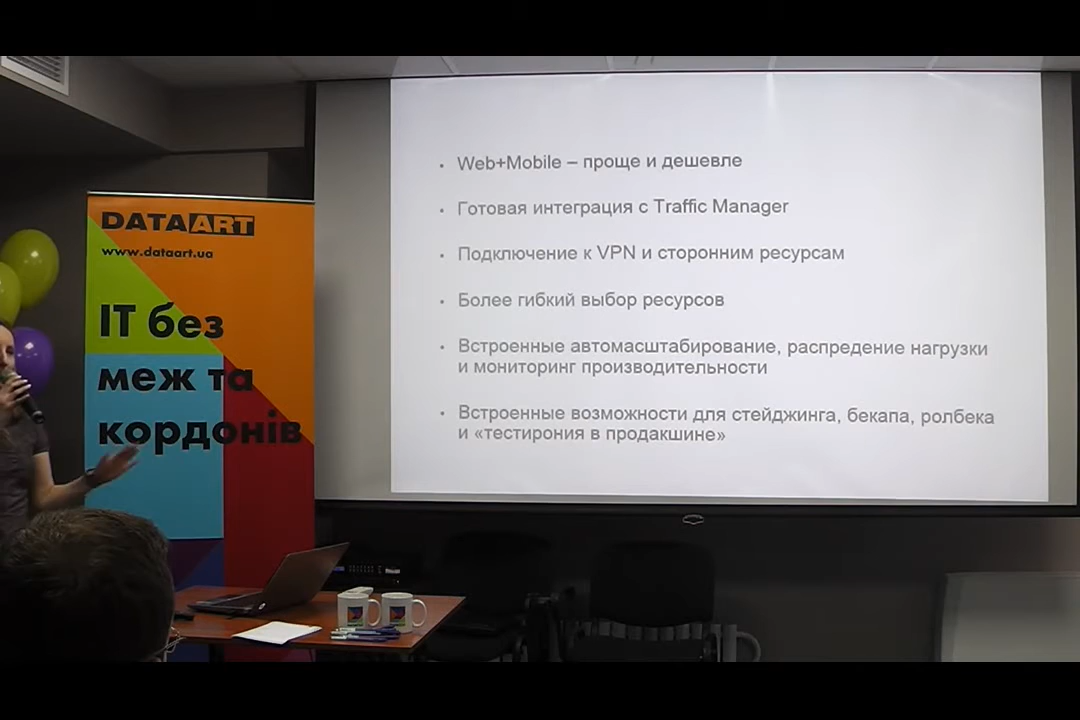 DATAART
www.dataart.ua
ІТ без
меж та
кордонів
Web+Mobile – проще и дешевле
Готовая интеграция с Traffic Manager
Подключение к VPN и сторонним ресурсам
Более гибкий выбор ресурсов
Встроенные автомасштабирование, распредение нагрузки
и мониторинг производительности
Встроенные возможности для стейджинга, бекапа, ролбека
и «тестирония в продакшине»